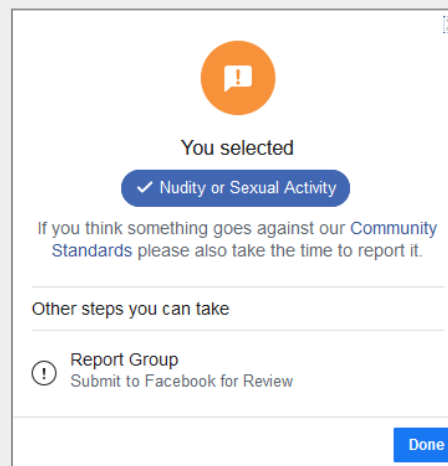 You selected
Nudity or Sexual Activity
If you think something goes against our Community
Standards please also take the time to report it.
Other steps you can take
Report Group
Submit to Facebook for Review
Done